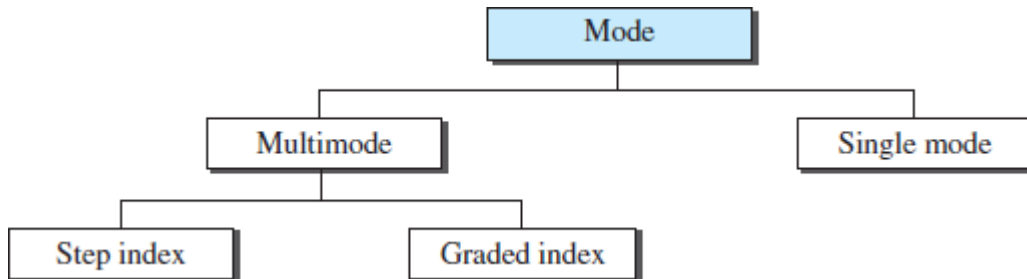 Mode
Multimode
Single mode
Step index
Graded index